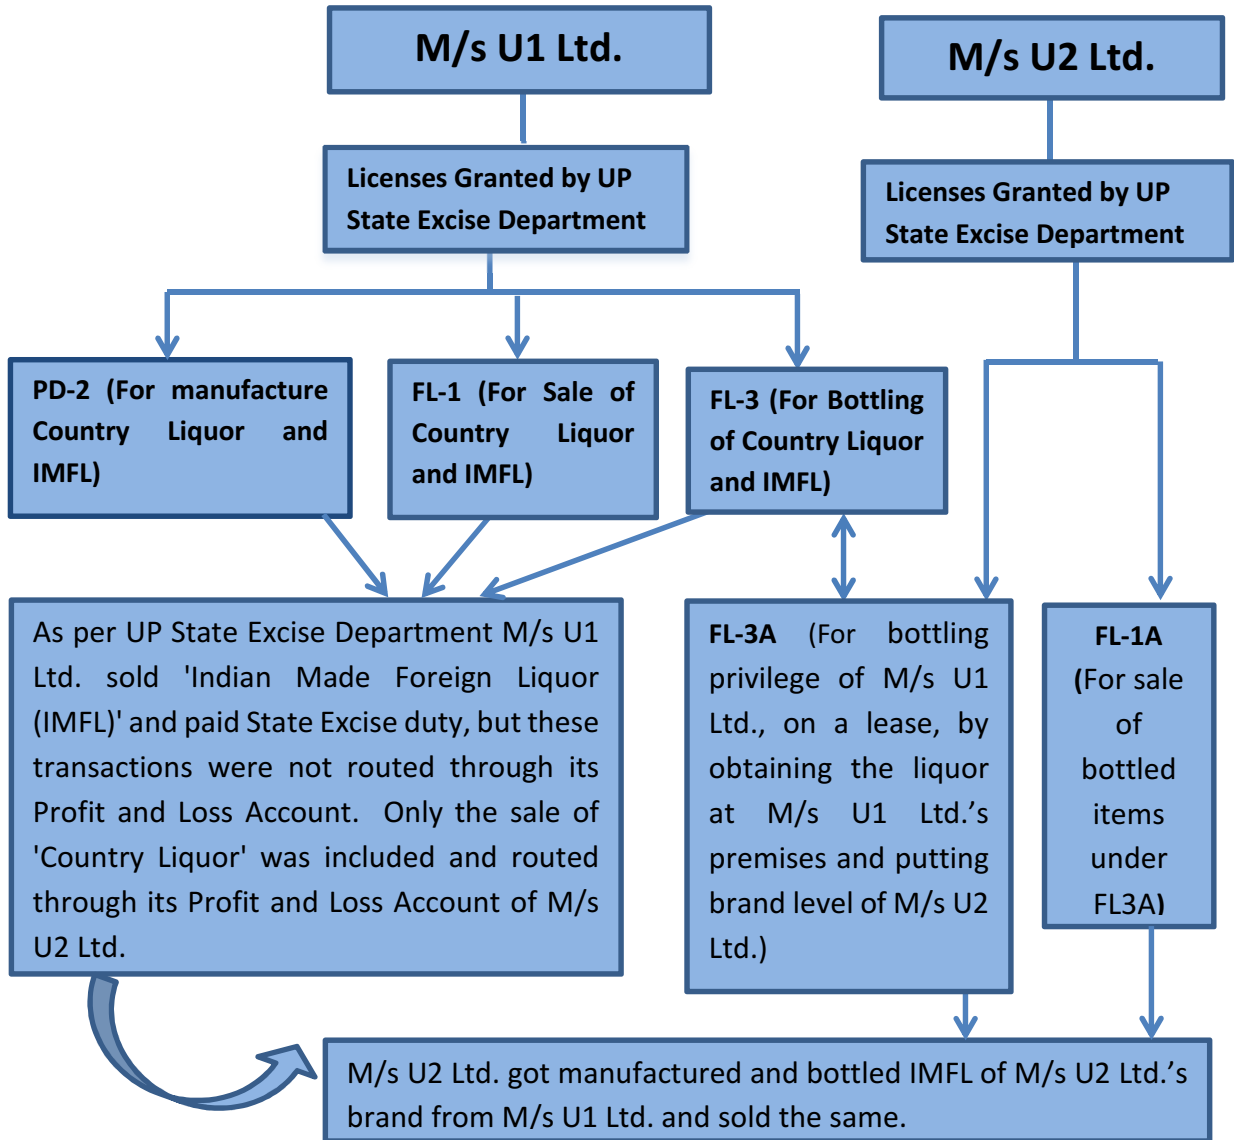 M/s U1 Ltd.
M/s U2 Ltd.
Licenses Granted by UP
State Excise Department
Licenses Granted by UP
State Excise Department
PD-2 (For manufacture
Country Liquor and
IMFL)
FL-1 (For Sale of
Country Liquor
and IMFL)
FL-3 (For Bottling
of Country Liquor
and IMFL)
As per UP State Excise Department M/s U1
Ltd. sold 'Indian Made Foreign Liquor
(IMFL)' and paid State Excise duty, but these
transactions were not routed through its
Profit and Loss Account. Only the sale of
'Country Liquor' was included and routed
through its Profit and Loss Account of M/s
U2 Ltd.
FL-3A (For bottling
privilege of M/s U1
Ltd., on a lease, by
obtaining the liquor
at M/s U1 Ltd.’s
premises and putting
brand level of M/s U2
Ltd.)
FL-1A
(For sale
of
bottled
items
under
FL3A)
M/s U2 Ltd. got manufactured and bottled IMFL of M/s U2 Ltd.’s
brand from M/s U1 Ltd. and sold the same.